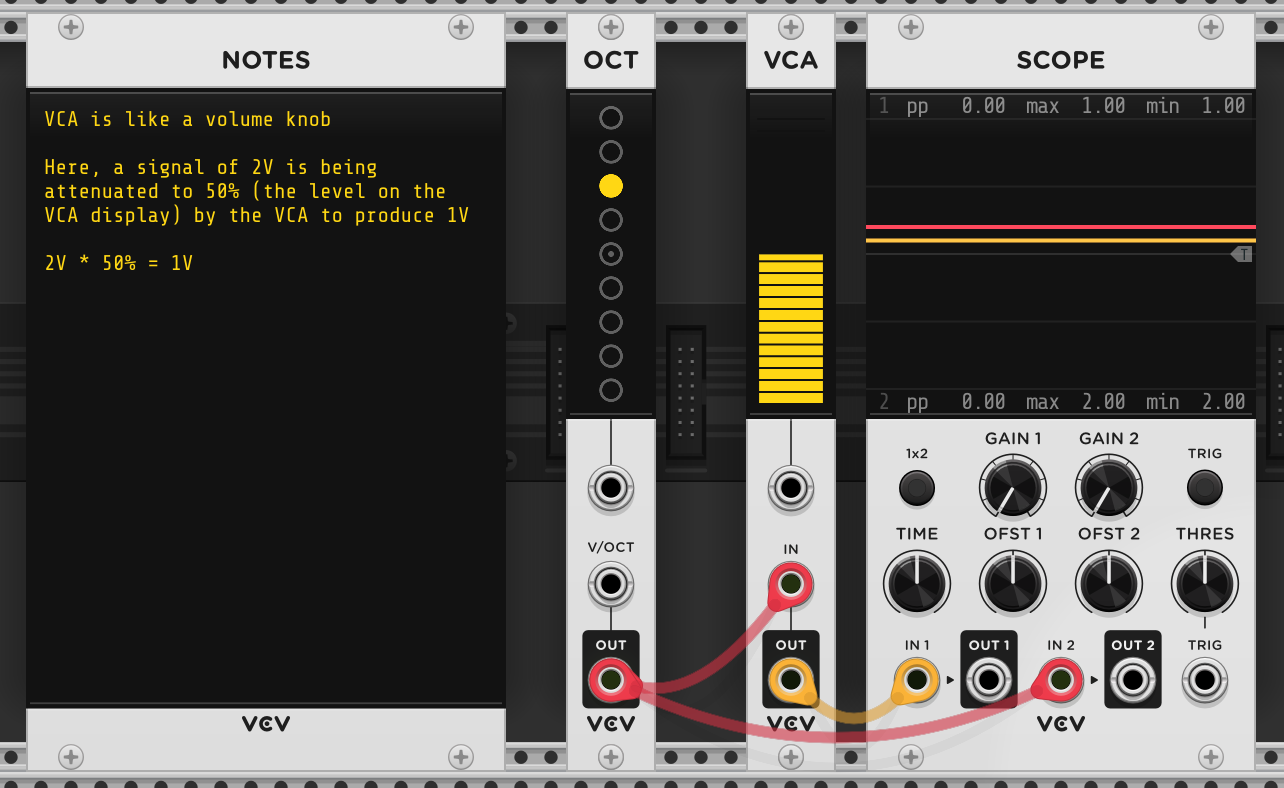 NOTES
VCA is like a volume knob
Here, a signal of 2V is being
attenuated to 50% (the level on the
VCA display) by the VCA to produce 1V
2V * 50% = 1V
VCV
OCT
V/OCT
OUT
VCV
VCA
IN
OUT
VCV
SCOPE
1 pp 0.00 max 1.00 min 1.00
T
2 pp 0.00 max 2.00 min 2.00
1x2 GAIN 1 GAIN 2 TRIG
TIME OFST 1 OFST 2 THRES
IN 1 OUT 1 IN 2 OUT 2 TRIG
VCV